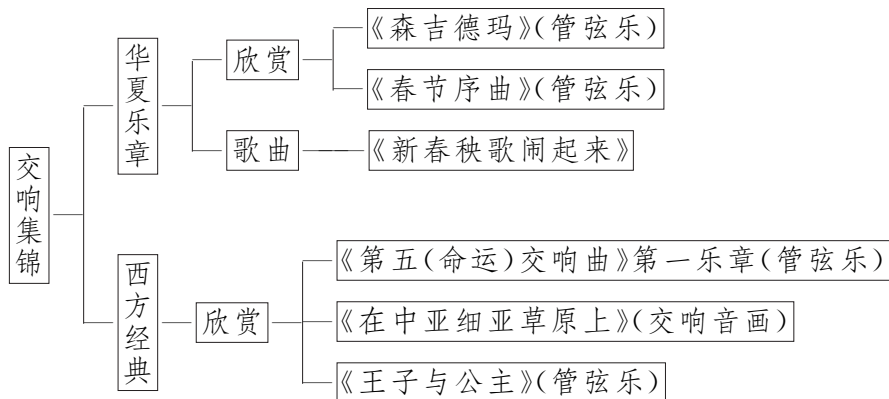 交响集锦
华夏乐章
欣赏
《森吉德玛》(管弦乐)
《春节序曲》(管弦乐)
歌曲
《新春秧歌闹起来》
西方经典
欣赏
《第五(命运)交响曲》第一乐章(管弦乐)
《在中亚细亚草原上》(交响音画)
《王子与公主》(管弦乐)